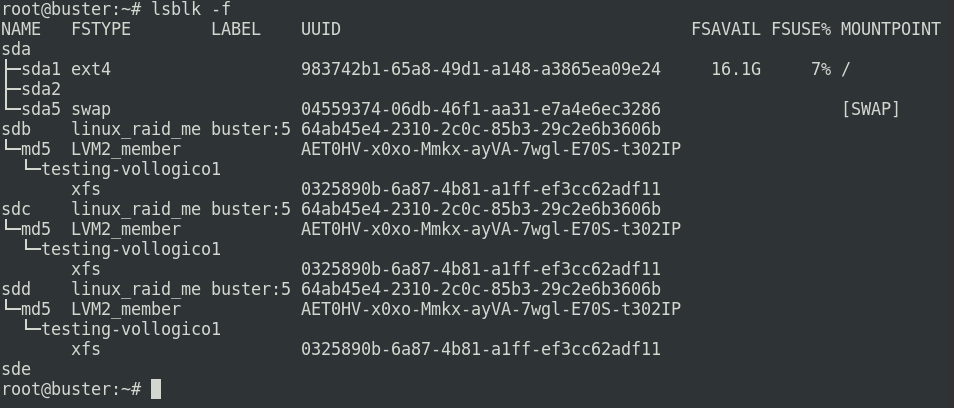 root@buster:~# lsblk -f
NAME   FSTYPE        LABEL    UUID                                   FSAVAIL FSUSE% MOUNTPOINT
sda
├─sda1 ext4                   983742b1-65a8-49d1-a148-a3865ea09e24     16.1G     7% /
├─sda2
└─sda5 swap                   04559374-06db-46f1-aa31-e7a4e6ec3286                  [SWAP]
sdb    linux_raid_me buster:5 64ab45e4-2310-2c0c-85b3-29c2e6b3606b
└─md5  LVM2_member            AET0HV-x0xo-Mmkx-ayVA-7wgl-E70S-t302IP
  └─testing-vollogico1
       xfs                    0325890b-6a87-4b81-a1ff-ef3cc62adf11
sdc    linux_raid_me buster:5 64ab45e4-2310-2c0c-85b3-29c2e6b3606b
└─md5  LVM2_member            AET0HV-x0xo-Mmkx-ayVA-7wgl-E70S-t302IP
  └─testing-vollogico1
       xfs                    0325890b-6a87-4b81-a1ff-ef3cc62adf11
sdd    linux_raid_me buster:5 64ab45e4-2310-2c0c-85b3-29c2e6b3606b
└─md5  LVM2_member            AET0HV-x0xo-Mmkx-ayVA-7wgl-E70S-t302IP
  └─testing-vollogico1
       xfs                    0325890b-6a87-4b81-a1ff-ef3cc62adf11
sde
root@buster:~#